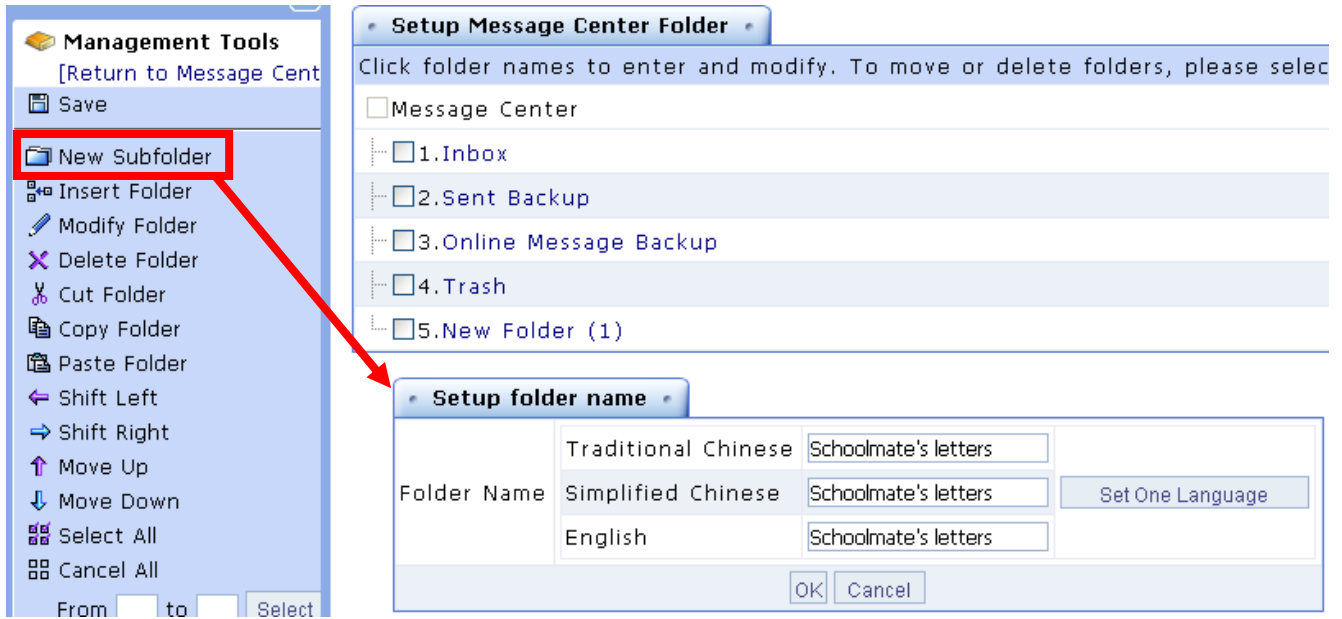 Management Tools
[Return to Message Cent
Save
New Subfolder
Insert Folder
Modify Folder
Delete Folder
Cut Folder
Copy Folder
Paste Folder
Shift Left
Shift Right
Move Up
Move Down
Select All
Cancel All
From to Select
Setup Message Center Folder
Click folder names to enter and modify. To move or delete folders, please selec
Message Center
1.Inbox
2.Sent Backup
3.Online Message Backup
4.Trash
5.New Folder (1)
Setup folder name
Folder Name
Traditional Chinese Schoolmate's letters
Simplified Chinese Schoolmate's letters
English Schoolmate's letters
Set One Language
OK Cancel